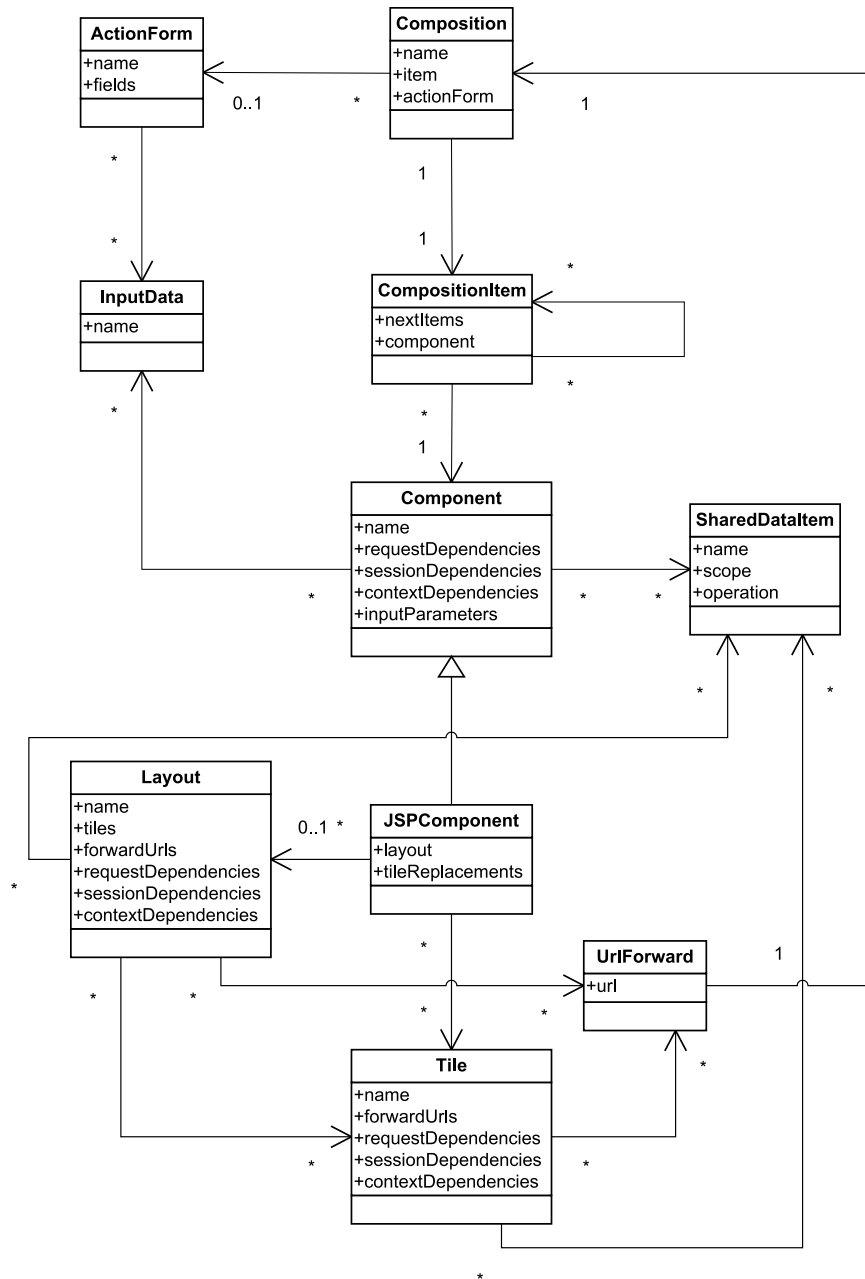 ActionForm
+name
+fields
Composition
+name
+item
+actionForm
0..1
*
1
*
*
1
1
InputData
+name
*
CompositionItem
+nextItems
+component
*
*
*
1
Component
+name
+requestDependencies
+sessionDependencies
+contextDependencies
+inputParameters
*
*
*
SharedDataItem
+name
+scope
+operation
*
*
Layout
+name
+tiles
+forwardUrls
+requestDependencies
+sessionDependencies
+contextDependencies
*
0..1 *
JSPComponent
+layout
+tileReplacements
*
*
*
*
*
UrlForward
+url
1
*
Tile
+name
+forwardUrls
+requestDependencies
+sessionDependencies
+contextDependencies
*
*
*